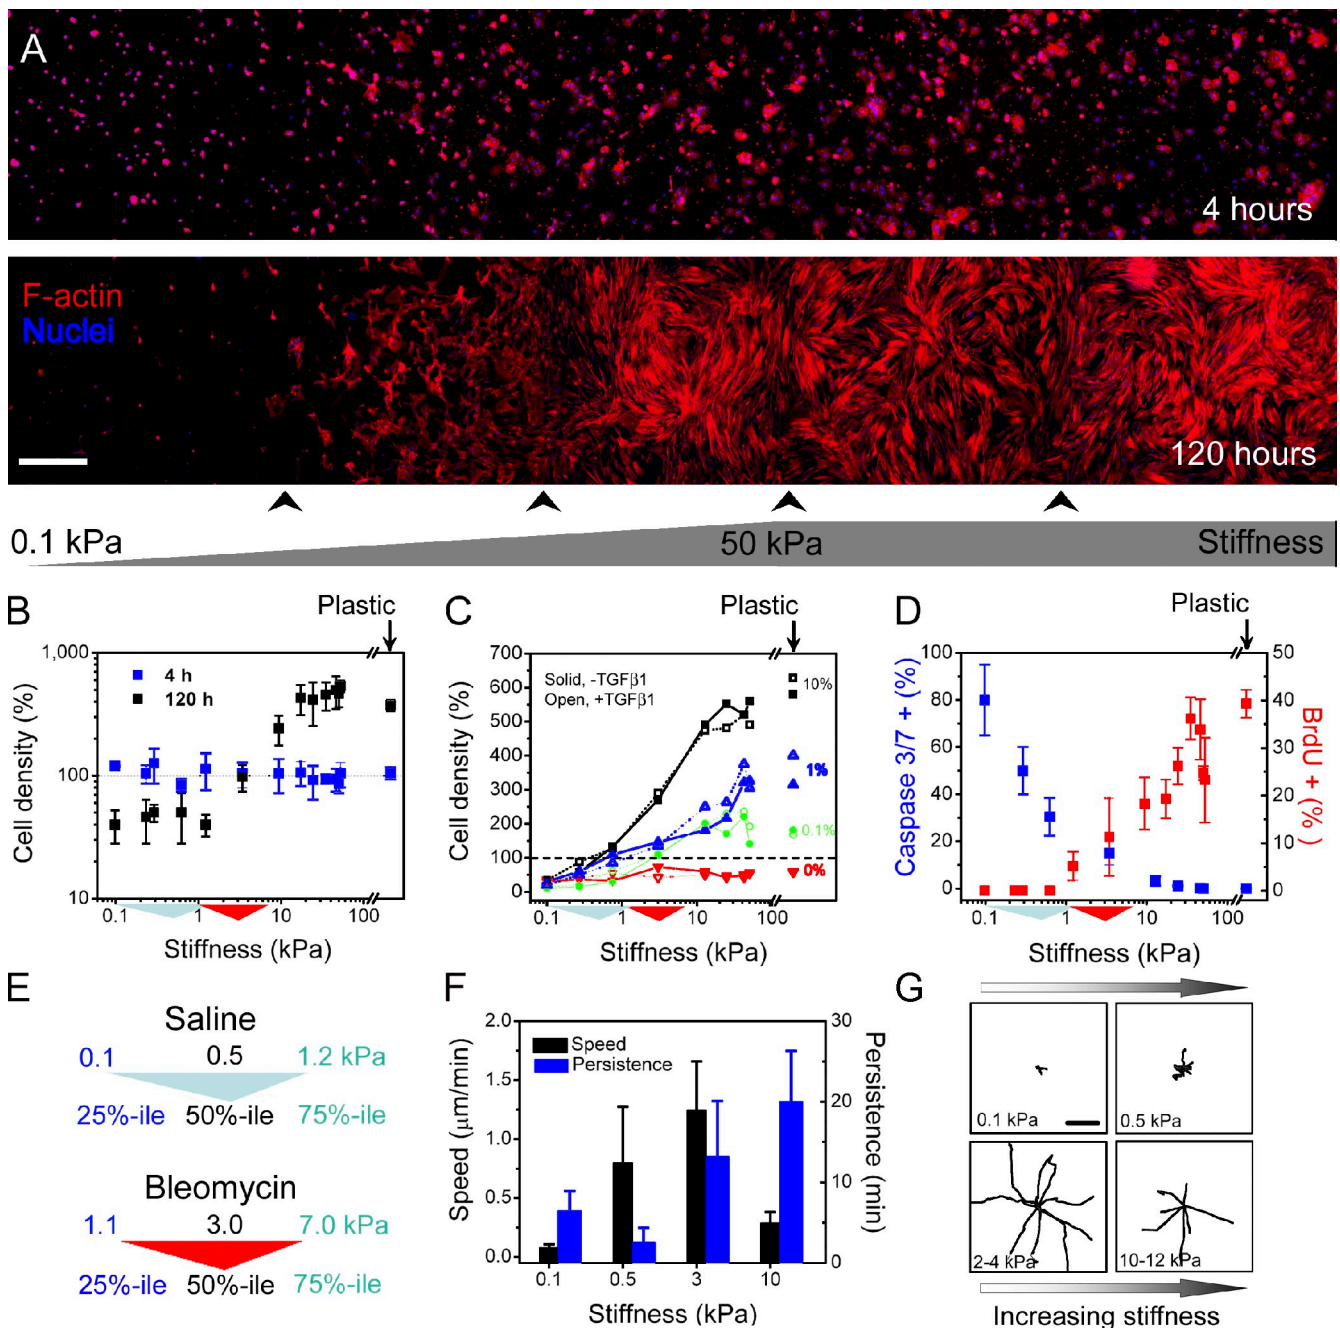 A
4 hours
F-actin
Nuclei
120 hours
0.1 kPa
50 kPa
Stiffness
B
Plastic
1,000
100
10
4 h
120 h
Cell density (%)
0.1
1
10
100
Stiffness (kPa)
C
Plastic
700
600
500
400
300
200
100
0
Solid, -TGFβ1
Open, +TGFβ1
10%
1%
0.1%
0%
Cell density (%)
0.1
1
10
100
Stiffness (kPa)
D
Plastic
100
80
60
40
20
0
Caspase 3/7 + (%)
50
40
30
20
10
0
BrdU + (%)
0.1
1
10
100
Stiffness (kPa)
E
Saline
0.1
0.5
1.2 kPa
25%-ile
50%-ile
75%-ile
Bleomycin
1.1
3.0
7.0 kPa
25%-ile
50%-ile
75%-ile
F
2.0
1.5
1.0
0.5
0.0
Speed (μm/min)
Speed
Persistence
30
20
10
0
Persistence (min)
0.1
0.5
3
10
Stiffness (kPa)
G
0.1 kPa
0.5 kPa
2-4 kPa
10-12 kPa
Increasing stiffness